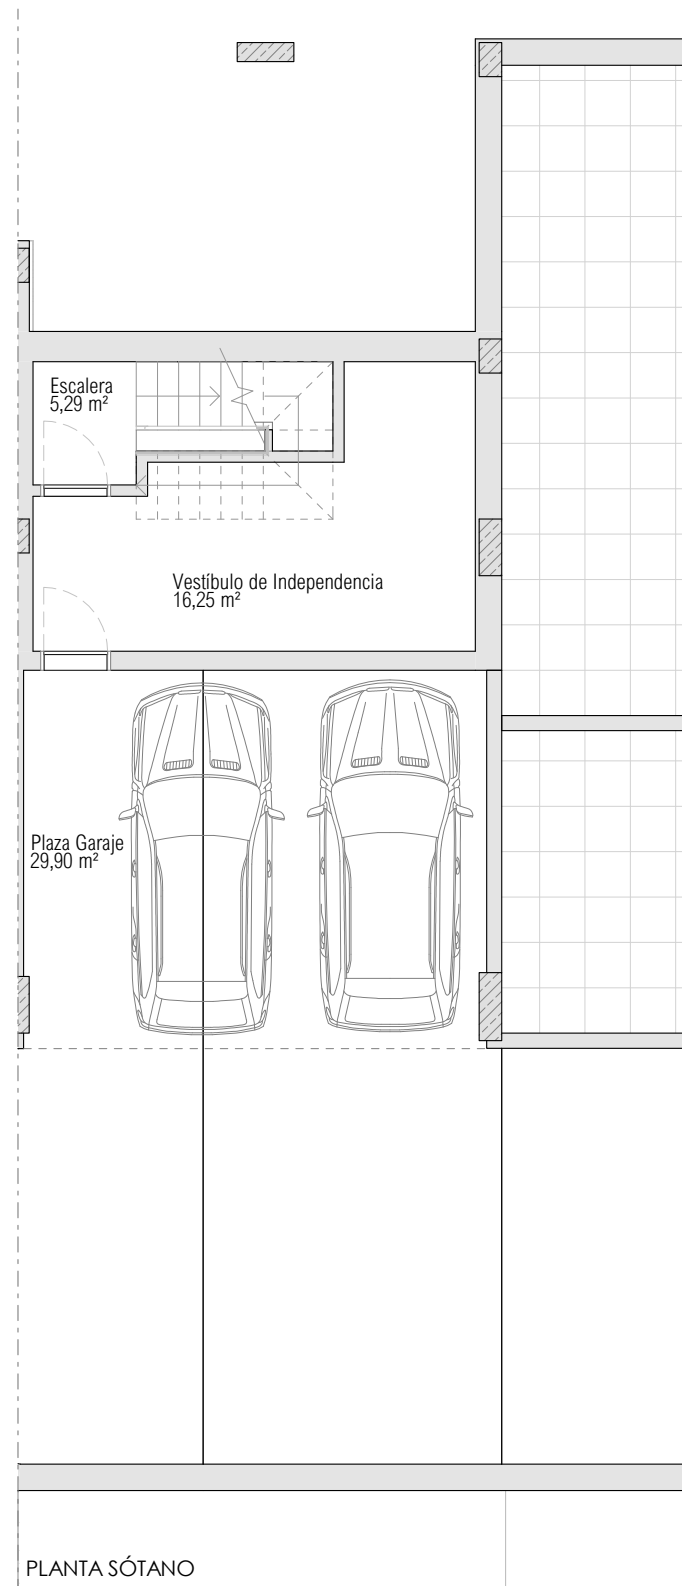 Escalera
5,29 m²
Vestíbulo de Independencia
16,25 m²
Plaza Garaje
29,90 m²
PLANTA SÓTANO